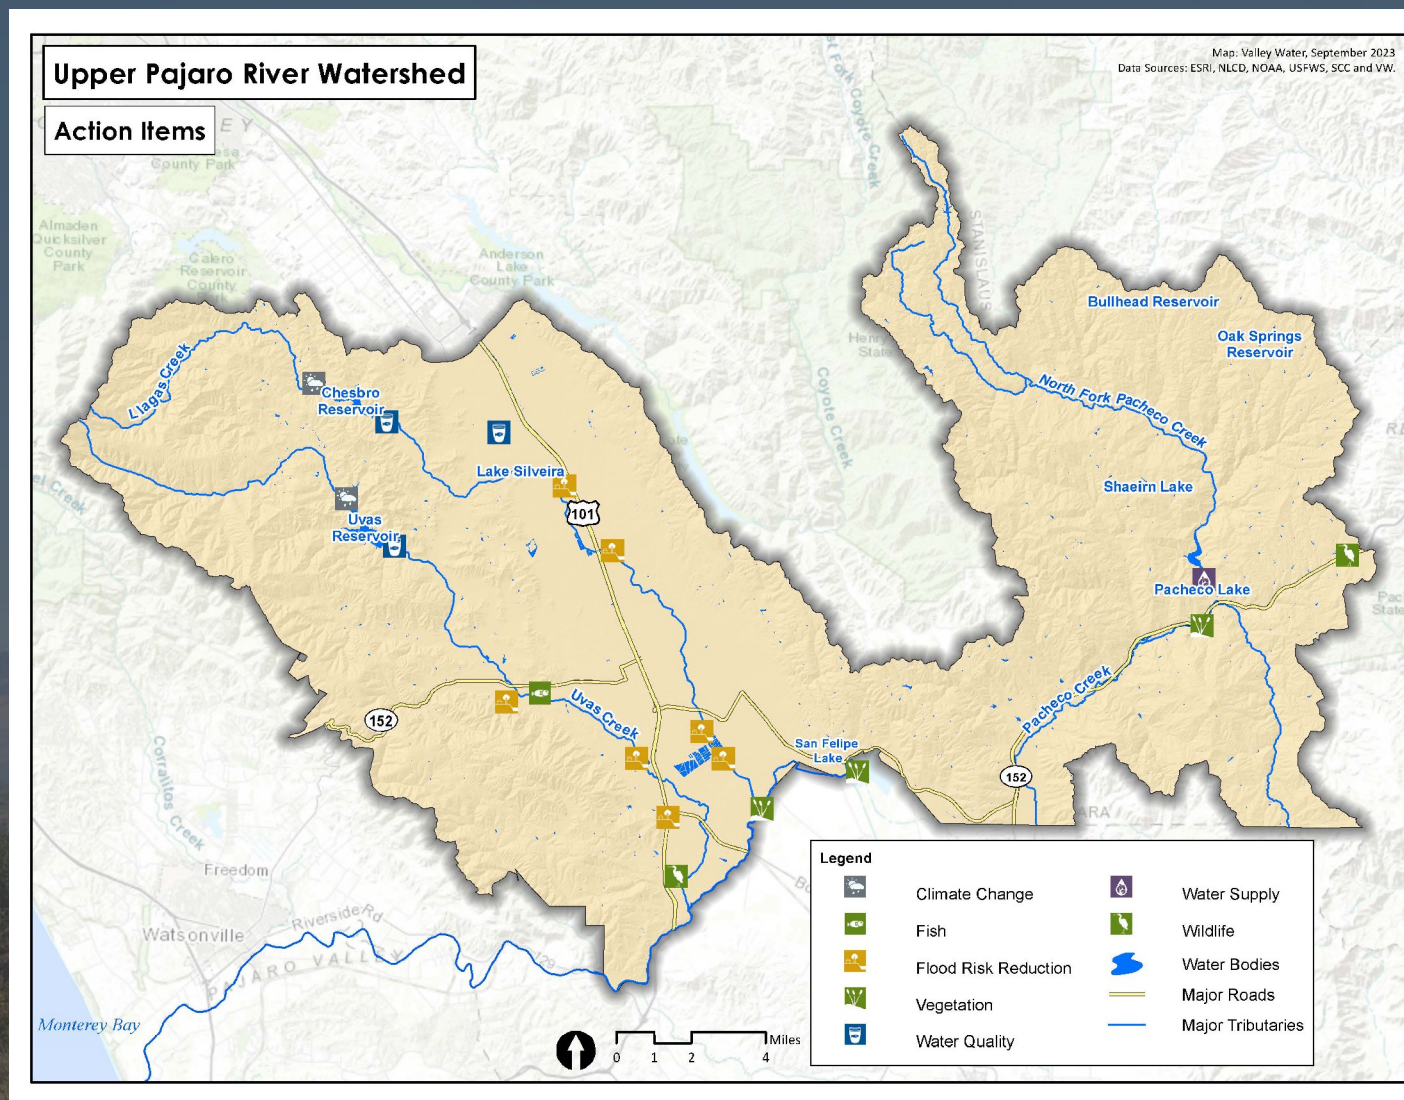 Upper Pajaro River Watershed
Action Items
Map: Valley Water, September 2023
Data Sources: ESRI, NLCD, NOAA, USFWS, SCC and VW.
County Park
Almaden
Quicksilver
County
Park
Calero
Reservoir
County
Anderson
Lake
County Park
Fork Coyote Creek
STANISLAUS
Bullhead Reservoir
Oak Springs
Reservoir
Henry
State
Llagas Creek
Chesbro
Reservoir
North Fork Pacheco Creek
Coyote Creek
Lake Silveira
Shaeirn Lake
101
Uvas
Reservoir
Pacheco Lake
Pacheco Creek
Uvas Creek
152
San Felipe
Lake
152
Corralitos Creek
ARA
Freedom
Riverside Rd
Watsonville
PAJARO VALLEY
129
Monterey Bay
0 1 2 4
Miles
Legend
Climate Change
Fish
Flood Risk Reduction
Vegetation
Water Quality
Water Supply
Wildlife
Water Bodies
Major Roads
Major Tributaries